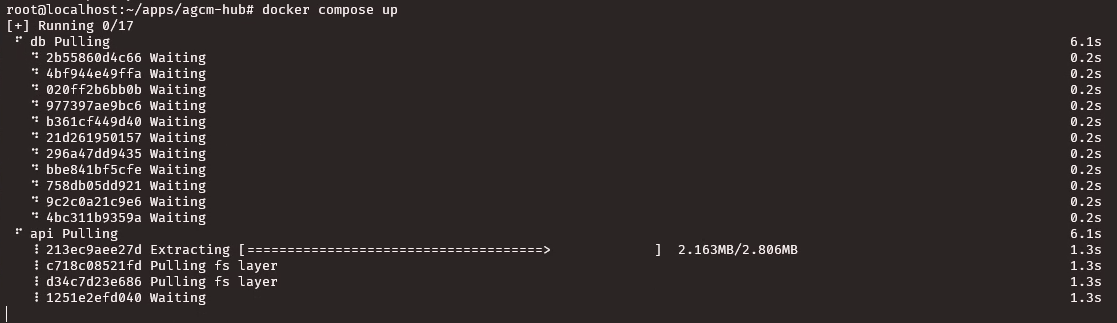 root@localhost:~/apps/agcm-hub# docker compose up
[+] Running 0/17
⠋ db Pulling 6.1s
⠙ 2b55860d4c66 Waiting 0.2s
⠙ 4bf944e49ffa Waiting 0.2s
⠙ 020ff2b6bb0b Waiting 0.2s
⠙ 977397ae9bc6 Waiting 0.2s
⠙ b361cf449d40 Waiting 0.2s
⠙ 21d261950157 Waiting 0.2s
⠙ 296a47dd9435 Waiting 0.2s
⠙ bbe841bf5cfe Waiting 0.2s
⠙ 758db05dd921 Waiting 0.2s
⠙ 9c2c0a21c9e6 Waiting 0.2s
⠙ 4bc311b9359a Waiting 0.2s
⠋ api Pulling 6.1s
⠸ 213ec9aee27d Extracting [=====================================> ] 2.163MB/2.806MB 1.3s
⠸ c718c08521fd Pulling fs layer 1.3s
⠸ d34c7d23e686 Pulling fs layer 1.3s
⠸ 1251e2efd040 Waiting 1.3s